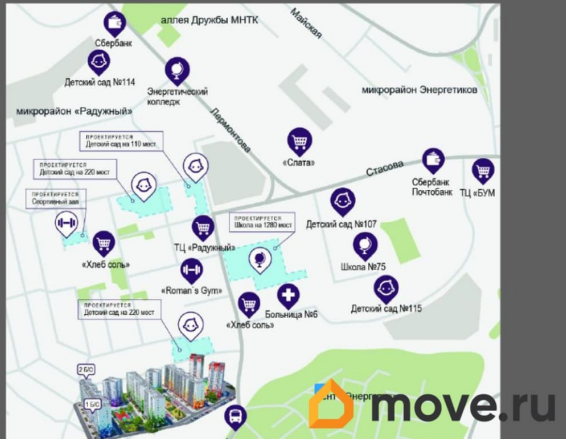 аллея Дружбы МНТК
Майская
Сбербанк
Детский сад №114
Энергетический
колледж
микрорайон Энергетиков
микрорайон «Радужный»
Лермонтова
ПРОЕКТИРУЕТСЯ
Детский сад на 110 мест
«Слата»
Стасова
ПРОЕКТИРУЕТСЯ
Детский сад на 220 мест
Сбербанк
Почтобанк
ТЦ «БУМ
ПРОЕКТИРУЕТСЯ
Спортивный зал
ПРОЕКТИРУЕТСЯ
Школа на 1280 мест
Детский сад №107
ТЦ «Радужный»
«Хлеб соль»
Школа №75
«Roman`s Gym»
Детский сад №115
Больница №6
«Хлеб соль»
ПРОЕКТИРУЕТСЯ
Детский сад на 220 мест
2 Б/С
1 Б/С
move.ru